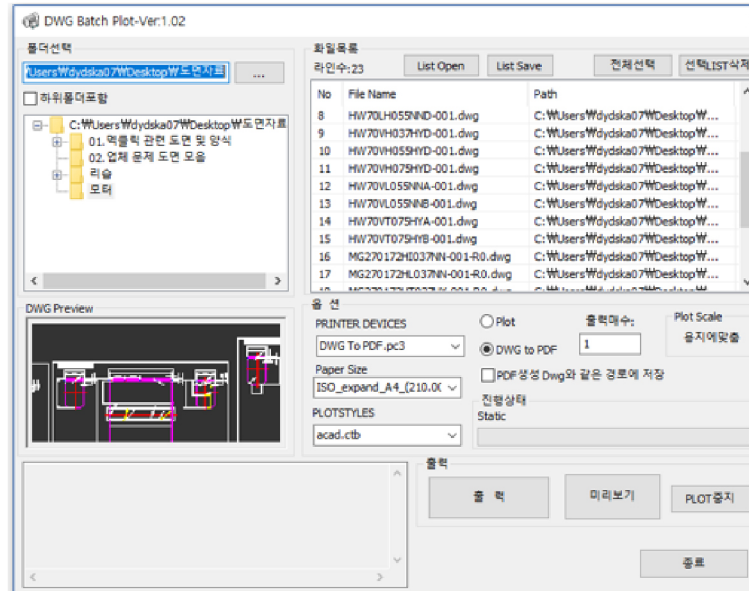 DWG Batch Plot-Ver:1.02
폴더선택
Users₩dydska07₩Desktop₩도면자료
...
하위폴더포함
C:₩Users₩dydska07₩Desktop₩도면자료
01.멕클릭 관련 도면 및 양식
02.업체 문제 도면 모음
리습
모터
화일목록
라인수:23
List Open
List Save
전체선택
선택LIST삭제
No File Name Path
8 HW70LH055NND-001.dwg C:₩Users₩dydska07₩Desktop₩...
9 HW70VH037HYD-001.dwg C:₩Users₩dydska07₩Desktop₩...
10 HW70VH055HYD-001.dwg C:₩Users₩dydska07₩Desktop₩...
11 HW70VH075HYD-001.dwg C:₩Users₩dydska07₩Desktop₩...
12 HW70VL055NNA-001.dwg C:₩Users₩dydska07₩Desktop₩...
13 HW70VL055NNB-001.dwg C:₩Users₩dydska07₩Desktop₩...
14 HW70VT075HYA-001.dwg C:₩Users₩dydska07₩Desktop₩...
15 HW70VT075HYB-001.dwg C:₩Users₩dydska07₩Desktop₩...
16 MG270172HI037NN-001-R0.dwg C:₩Users₩dydska07₩Desktop₩...
17 MG270172HL037NN-001-R0.dwg C:₩Users₩dydska07₩Desktop₩...
DWG Preview
옵 션
PRINTER DEVICES
DWG To PDF.pc3
Paper Size
ISO_expand_A4_(210.0(
PLOTSTYLES
acad.ctb
Plot
DWG to PDF
출력매수:
1
Plot Scale
용지에맞춤
PDF생성 Dwg와 같은 경로에 저장
진행상태
Static
출력
출 력
미리보기
PLOT중지
종료